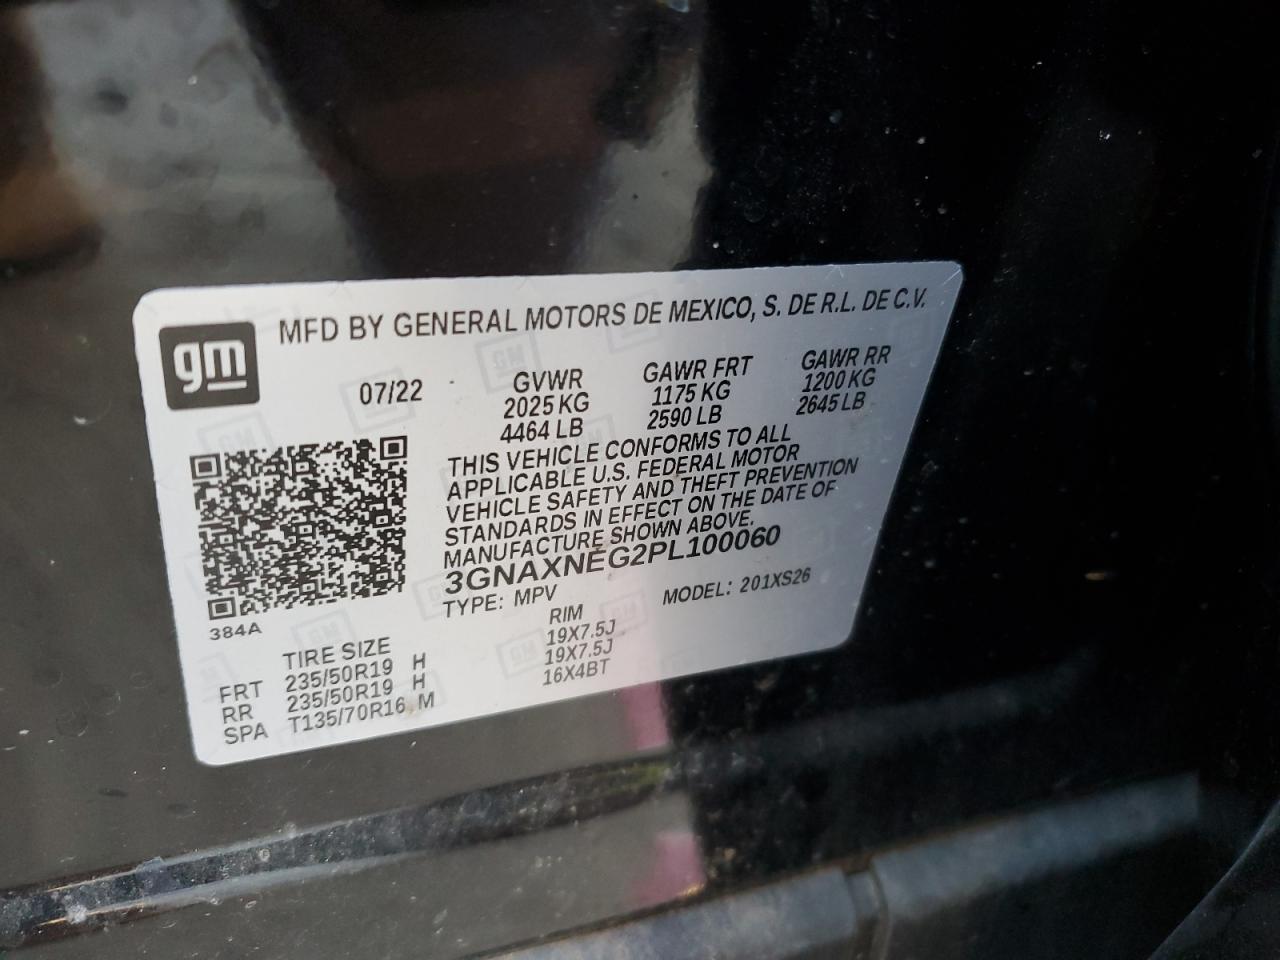 gm
MFD BY GENERAL MOTORS DE MEXICO, S. DE R.L. DE C.V.
07/22 GVWR GAWR FRT GAWR RR
2025 KG 1175 KG 1200 KG
4464 LB 2590 LB 2645 LB
THIS VEHICLE CONFORMS TO ALL
APPLICABLE U.S. FEDERAL MOTOR
VEHICLE SAFETY AND THEFT PREVENTION
STANDARDS IN EFFECT ON THE DATE OF
MANUFACTURE SHOWN ABOVE.
3GNAXNEG2PL100060
TYPE: MPV MODEL: 201XS26
384A
TIRE SIZE RIM
FRT 235/50R19 H 19X7.5J
RR 235/50R19 H 19X7.5J
SPA T135/70R16 M 16X4BT